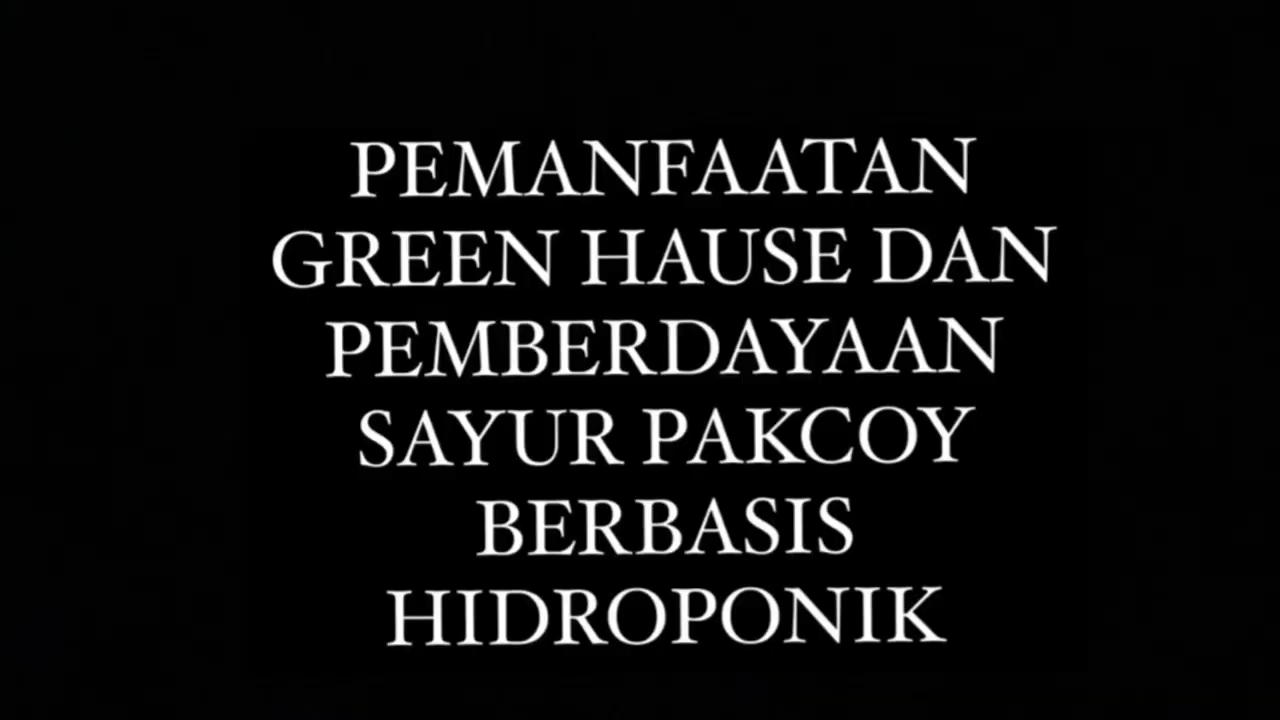 PEMANFAATAN
GREEN HAUSE DAN
PEMBERDAYAAN
SAYUR PAKCOY
BERBASIS
HIDROPONIK